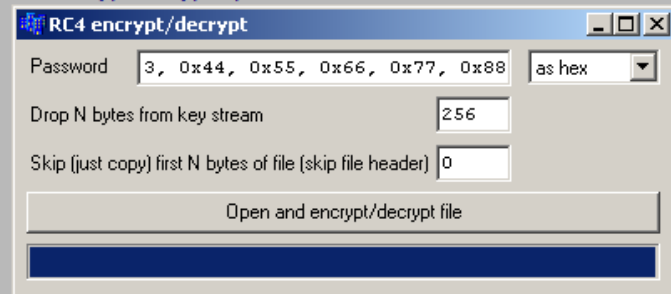 RC4 encrypt/decrypt
Password 3, 0x44, 0x55, 0x66, 0x77, 0x88 as hex
Drop N bytes from key stream 256
Skip (just copy) first N bytes of file (skip file header) 0
Open and encrypt/decrypt file